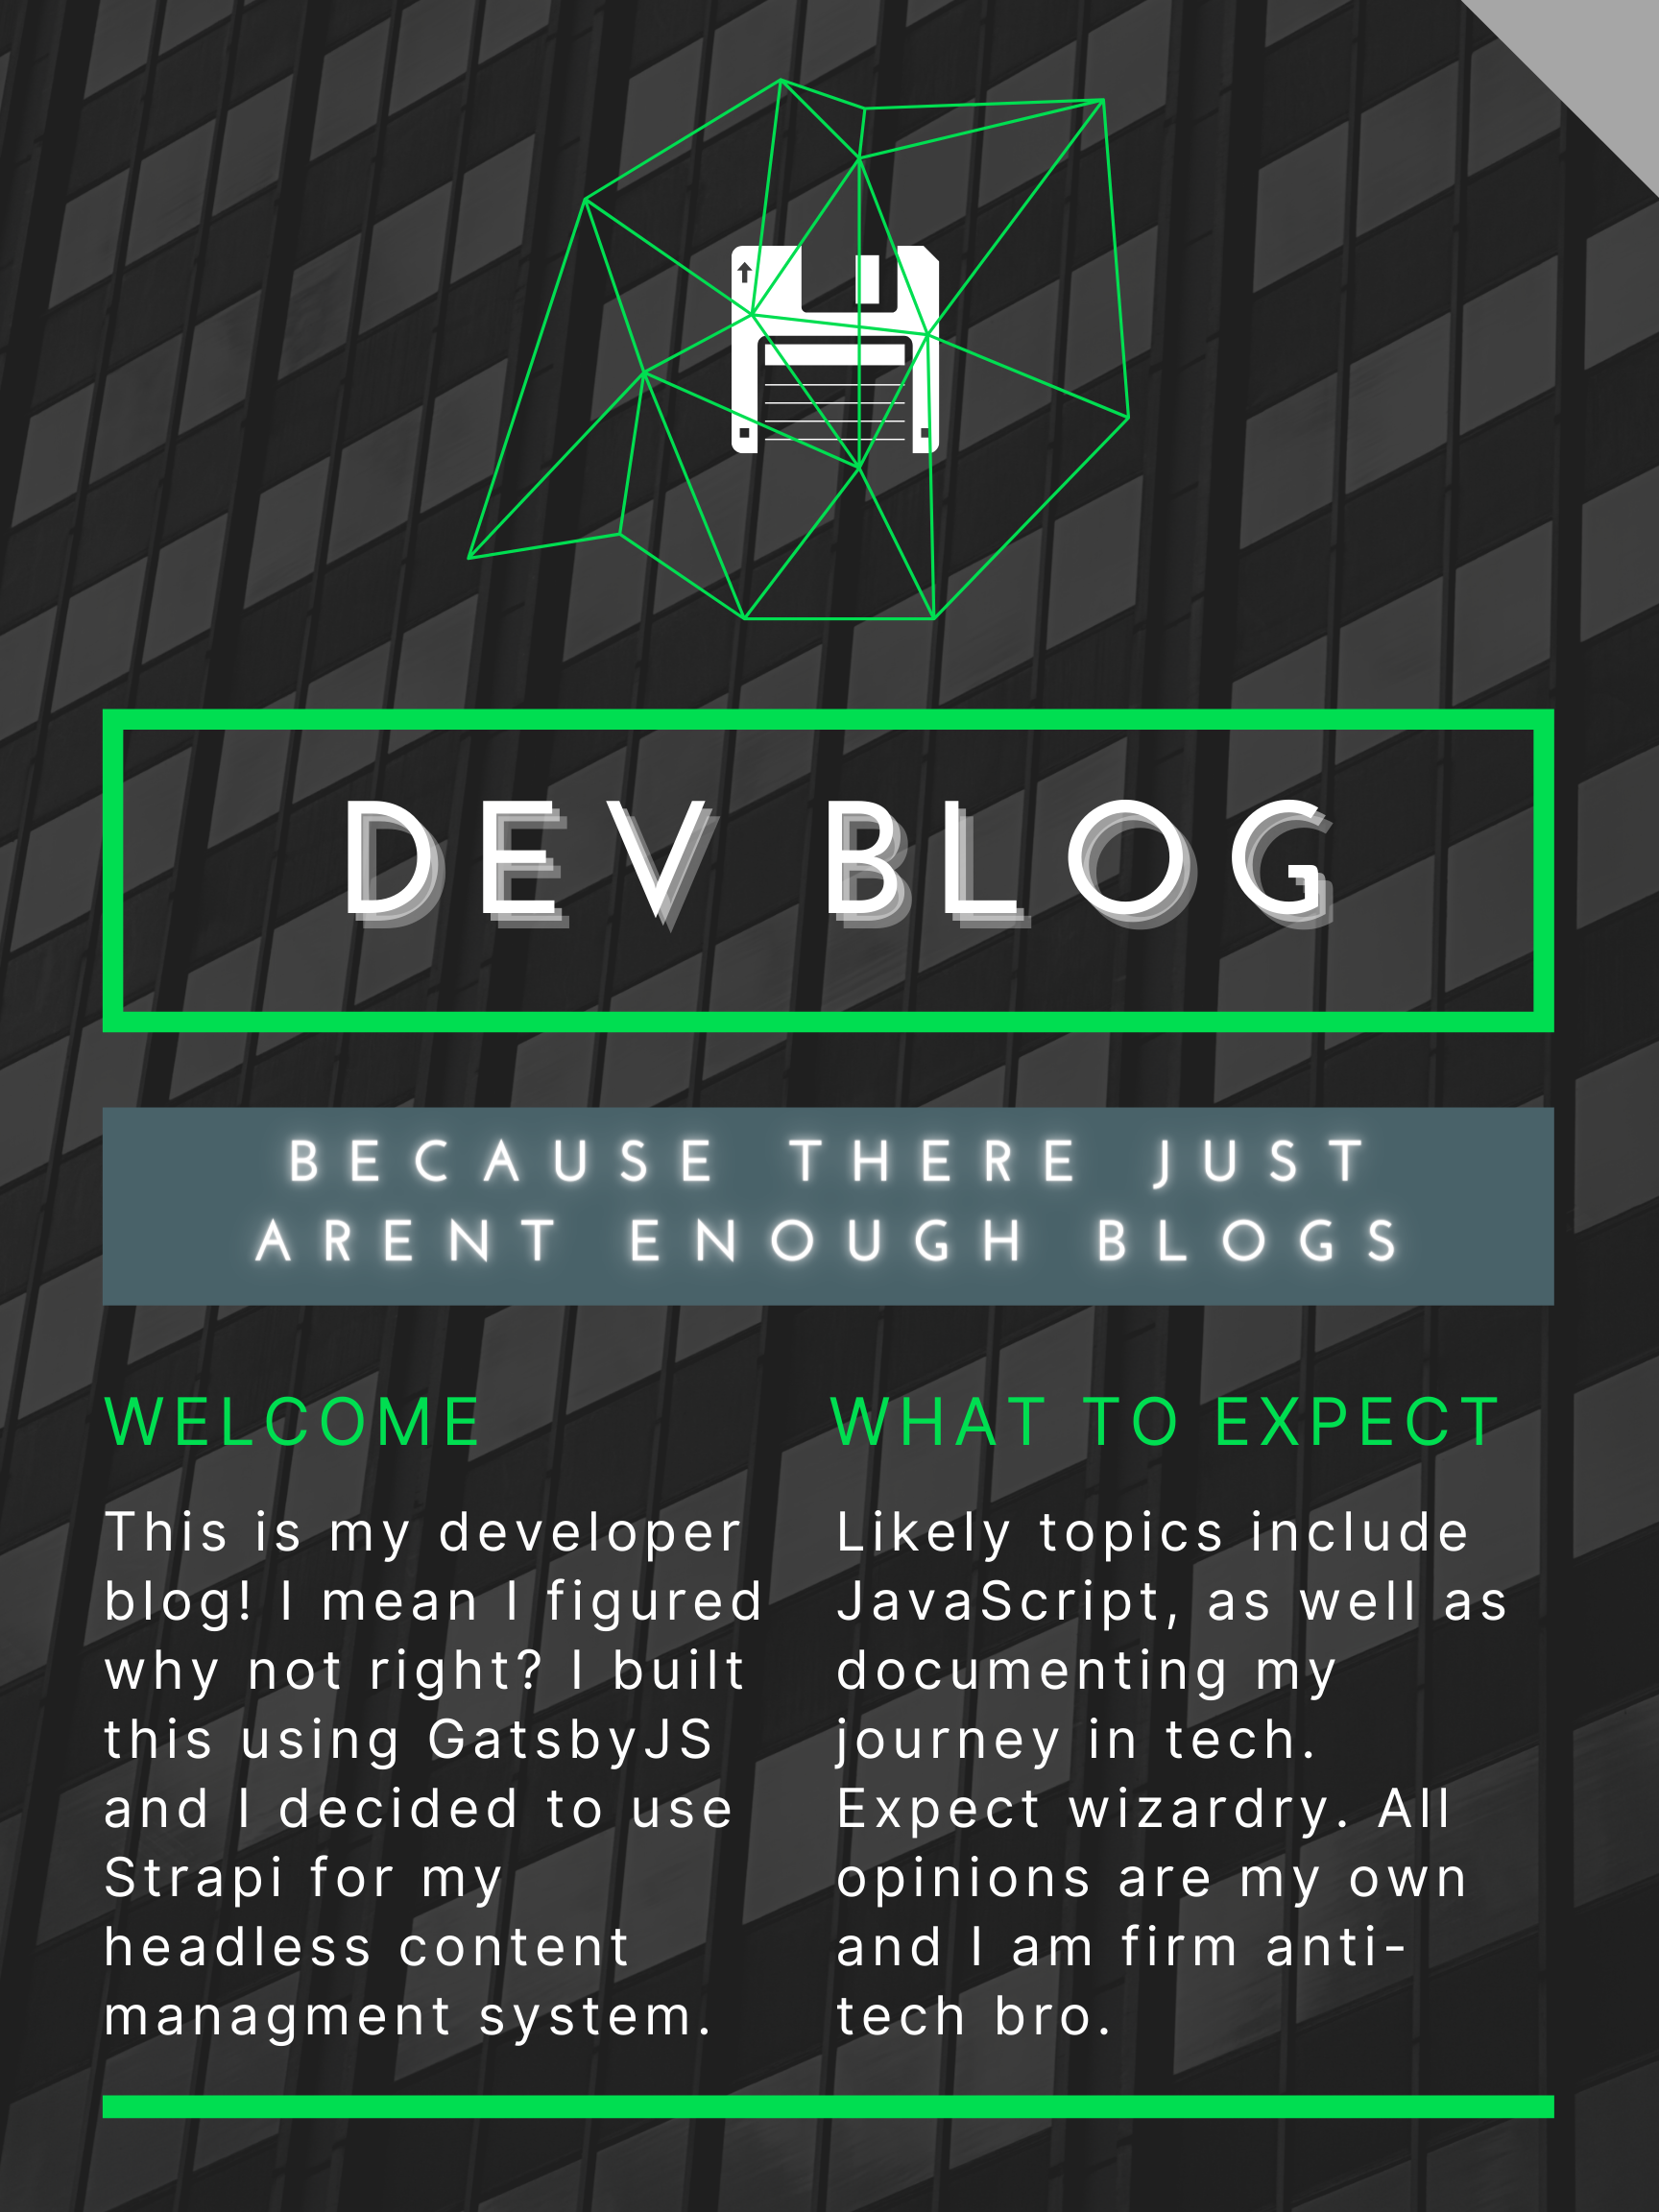 DEV BLOG
BECAUSE THERE JUST
ARENT ENOUGH BLOGS
WELCOME
This is my developer
blog! I mean I figured
why not right? I built
this using GatsbyJS
and I decided to use
Strapi for my
headless content
managment system.
WHAT TO EXPECT
Likely topics include
JavaScript, as well as
documenting my
journey in tech.
Expect wizardry. All
opinions are my own
and I am firm anti-
tech bro.